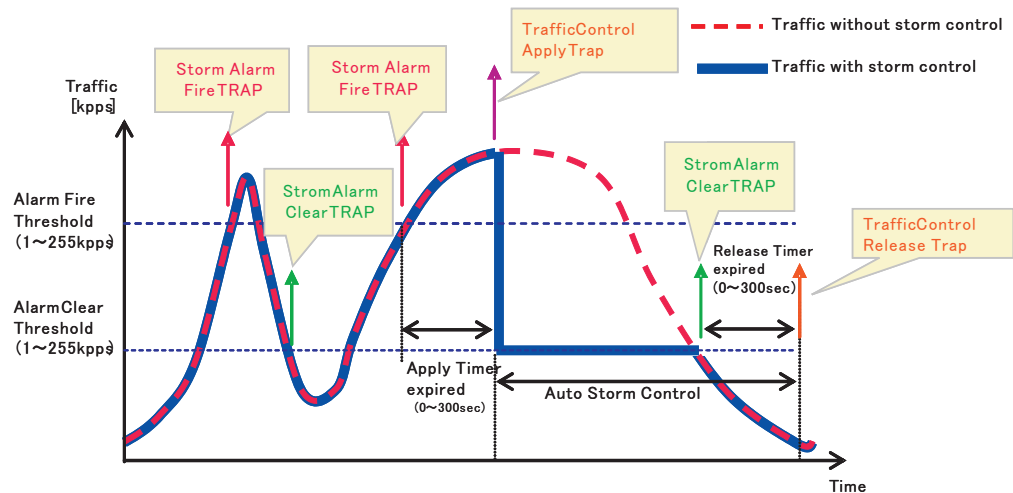 Traffic without storm control
Traffic with storm control
TrafficControl
ApplyTrap
Storm Alarm
FireTRAP
Storm Alarm
FireTRAP
Traffic
[kpps]
StromAlarm
ClearTRAP
StromAlarm
ClearTRAP
Alarm Fire
Threshold
(1～255kpps)
TrafficControl
Release Trap
Release Timer
expired
(0～300sec)
AlarmClear
Threshold
(1～255kpps)
Apply Timer
expired
(0～300sec)
Auto Storm Control
Time